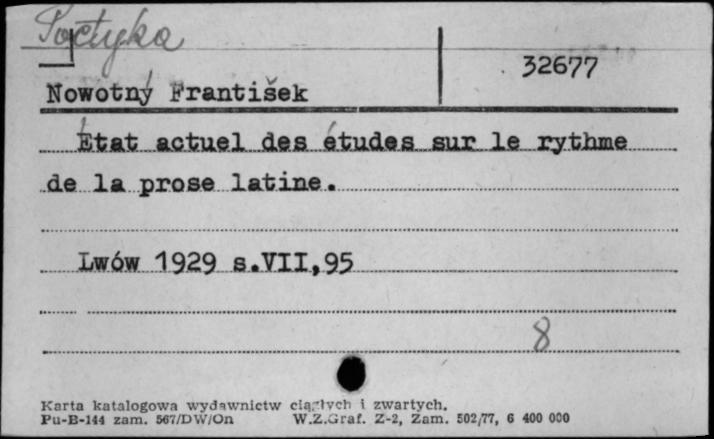 Poetyka
32677
Nowotný František
État actuel des études sur le rythme
de la prose latine.
Lwów 1929 s.VII,95
8
Karta katalogowa wydawnictw ciągłych i zwartych.
Pu-B-144 zam. 567/DW/On W.Z.Graf. Z-2, Zam. 502/77, 6 400 000